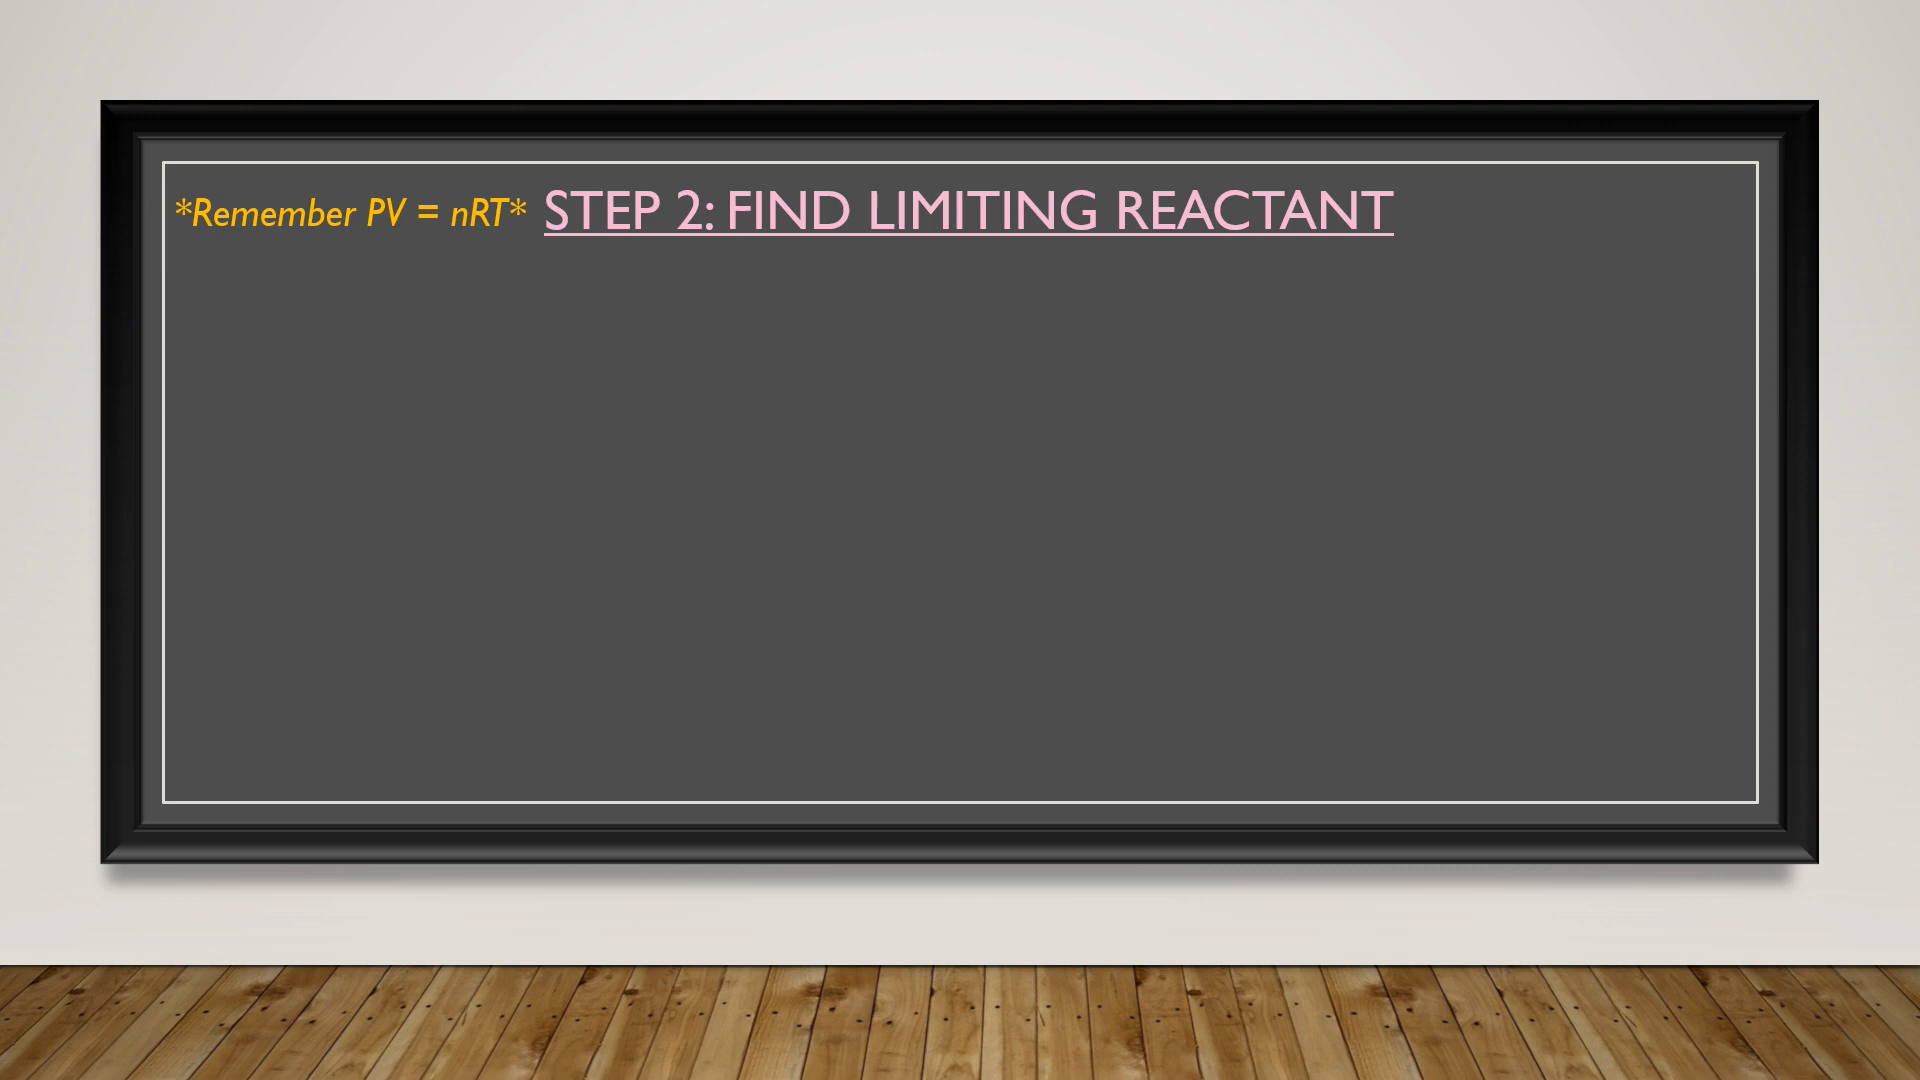 *Remember PV = nRT* STEP 2: FIND LIMITING REACTANT